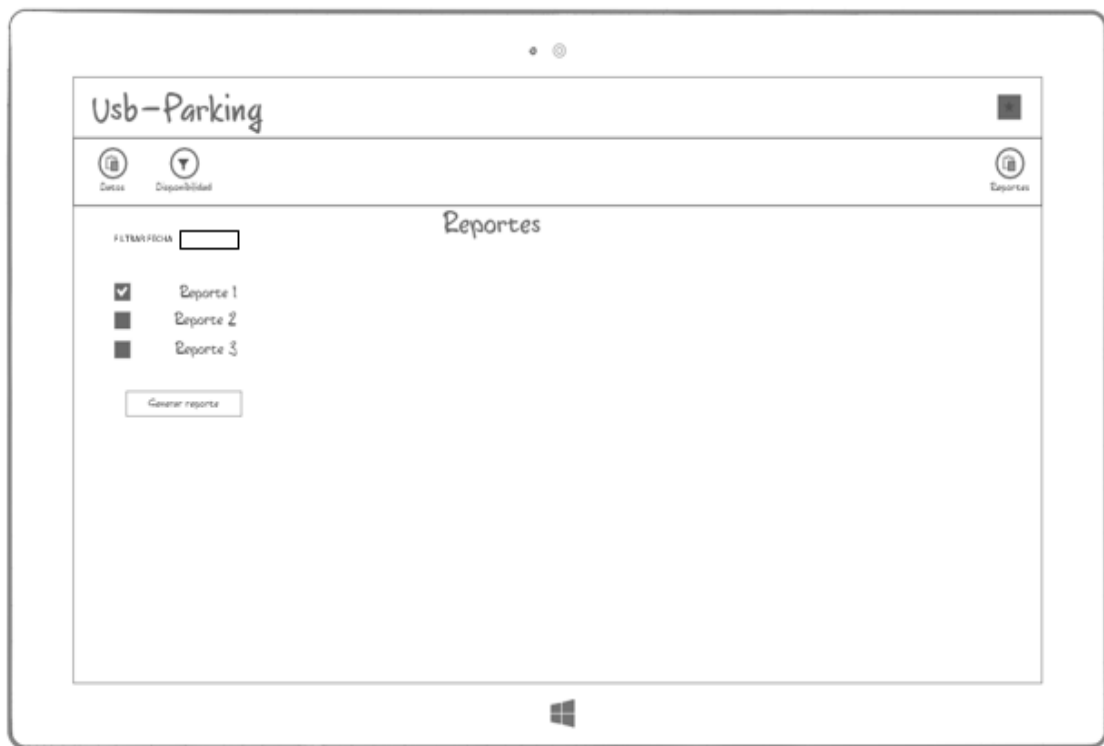 Usb-Parking
Datos Disponibilidad Reportes
Reportes
FILTRAR FECHA
Reporte 1
Reporte 2
Reporte 3
Generar reporte